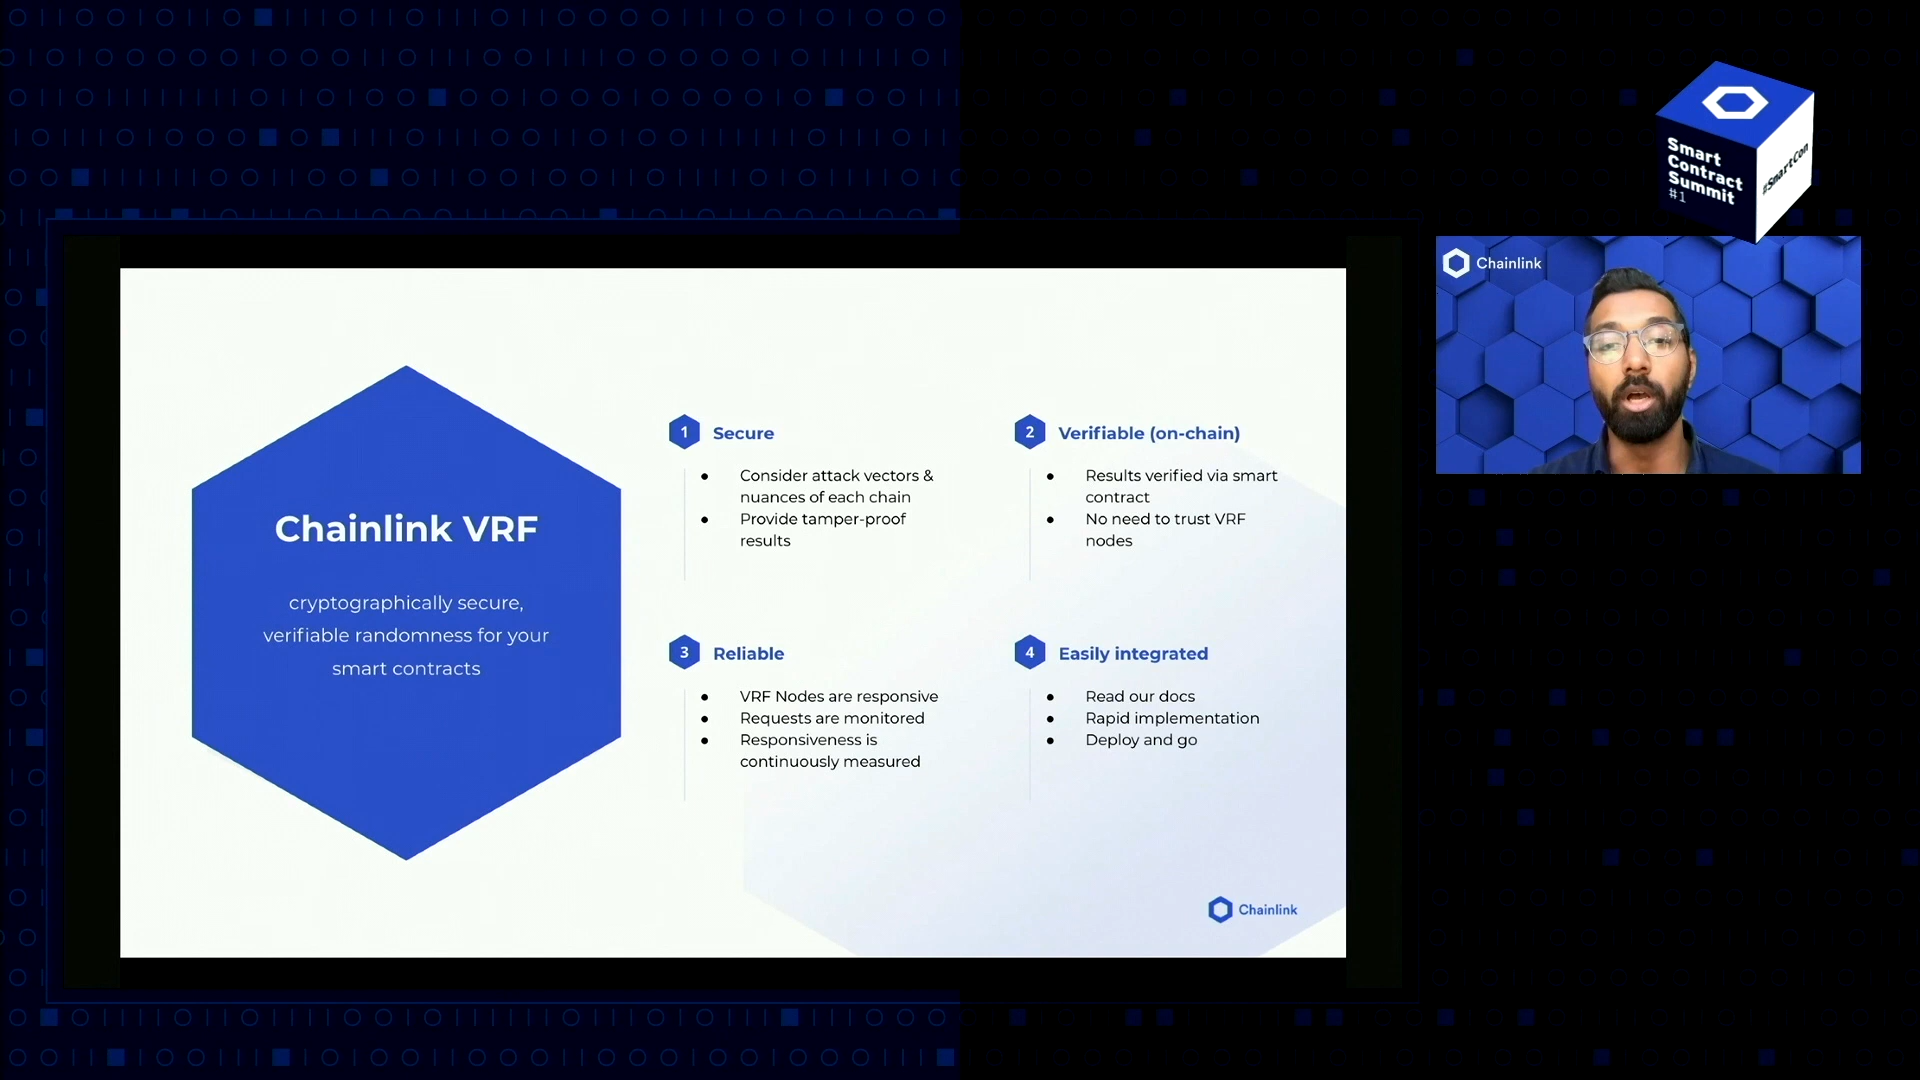 Smart
Contract
Summit
#1
#SmartCon
Chainlink
Chainlink VRF
cryptographically secure,
verifiable randomness for your
smart contracts
1 Secure
● Consider attack vectors &
nuances of each chain
● Provide tamper-proof
results
2 Verifiable (on-chain)
● Results verified via smart
contract
● No need to trust VRF
nodes
3 Reliable
● VRF Nodes are responsive
● Requests are monitored
● Responsiveness is
continuously measured
4 Easily integrated
● Read our docs
● Rapid implementation
● Deploy and go
Chainlink